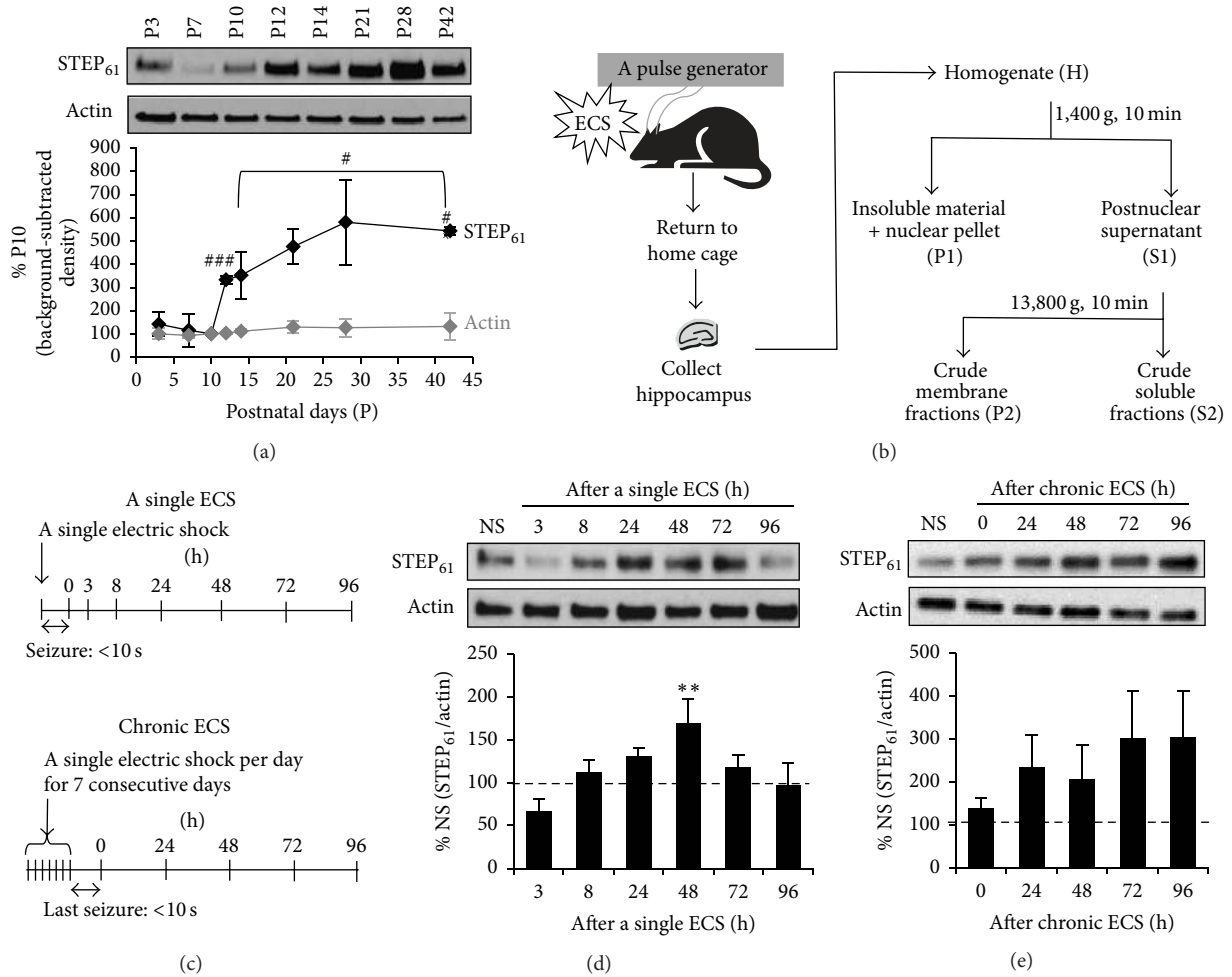 P3 P7 P10 P12 P14 P21 P28 P42
STEP61
Actin
% P10
(background-subtracted
density)
900
800
700
600
500
400
300
200
100
0
#
###
#
STEP61
Actin
0 5 10 15 20 25 30 35 40 45
Postnatal days (P)
(a)
A pulse generator
ECS
Return to
home cage
Collect
hippocampus
Homogenate (H)
1,400 g, 10 min
Insoluble material
+ nuclear pellet
(P1)
Postnuclear
supernatant
(S1)
13,800 g, 10 min
Crude
membrane
fractions (P2)
Crude
soluble
fractions (S2)
(b)
A single ECS
A single electric shock
(h)
0 3 8 24 48 72 96
Seizure: <10 s
Chronic ECS
A single electric shock per day
for 7 consecutive days
(h)
0 24 48 72 96
Last seizure: <10 s
(c)
After a single ECS (h)
NS 3 8 24 48 72 96
STEP61
Actin
% NS (STEP61/actin)
250
200
150
100
50
0
**
3 8 24 48 72 96
After a single ECS (h)
(d)
After chronic ECS (h)
NS 0 24 48 72 96
STEP61
Actin
% NS (STEP61/actin)
500
400
300
200
100
0
0 24 48 72 96
After chronic ECS (h)
(e)